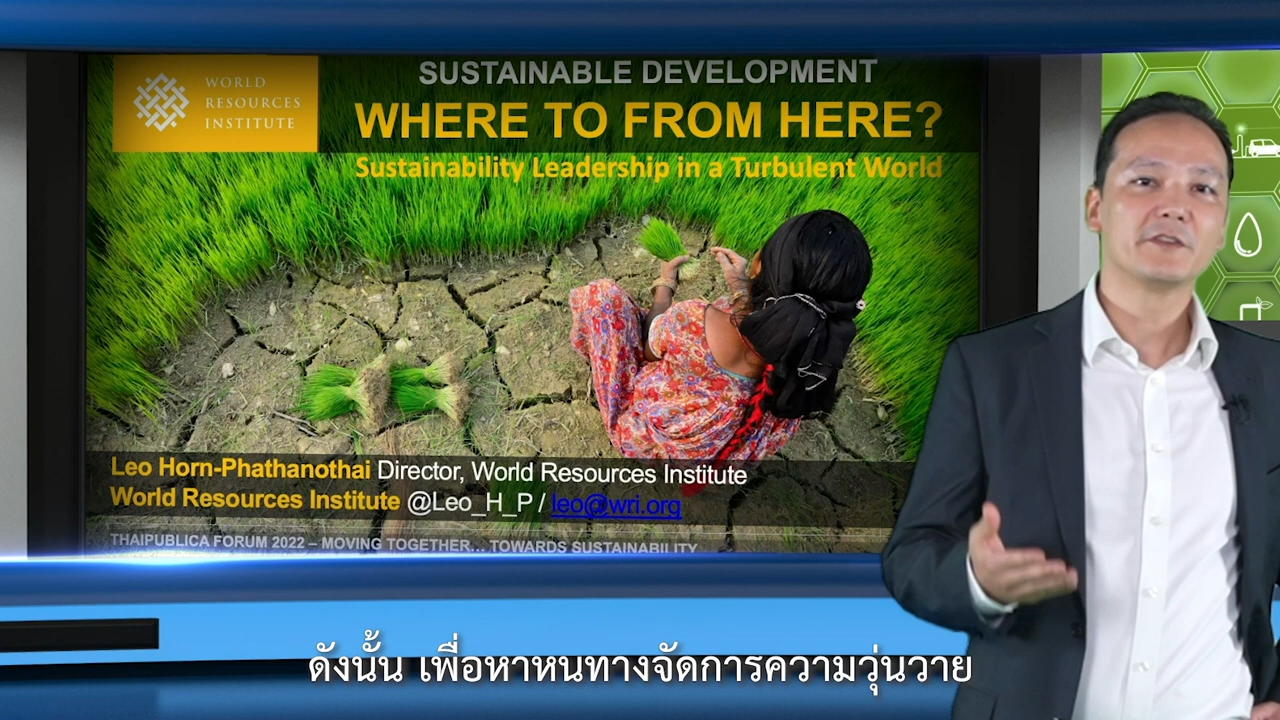 WORLD
RESOURCES
INSTITUTE
SUSTAINABLE DEVELOPMENT
WHERE TO FROM HERE?
Sustainability Leadership in a Turbulent World
Leo Horn-Phathanothai Director, World Resources Institute
World Resources Institute @Leo_H_P / leo@wri.org
THAIPUBLICA FORUM 2022 – MOVING TOGETHER... TOWARDS SUSTAINABILITY
ดังนั้น เพื่อหาหนทางจัดการความวุ่นวาย